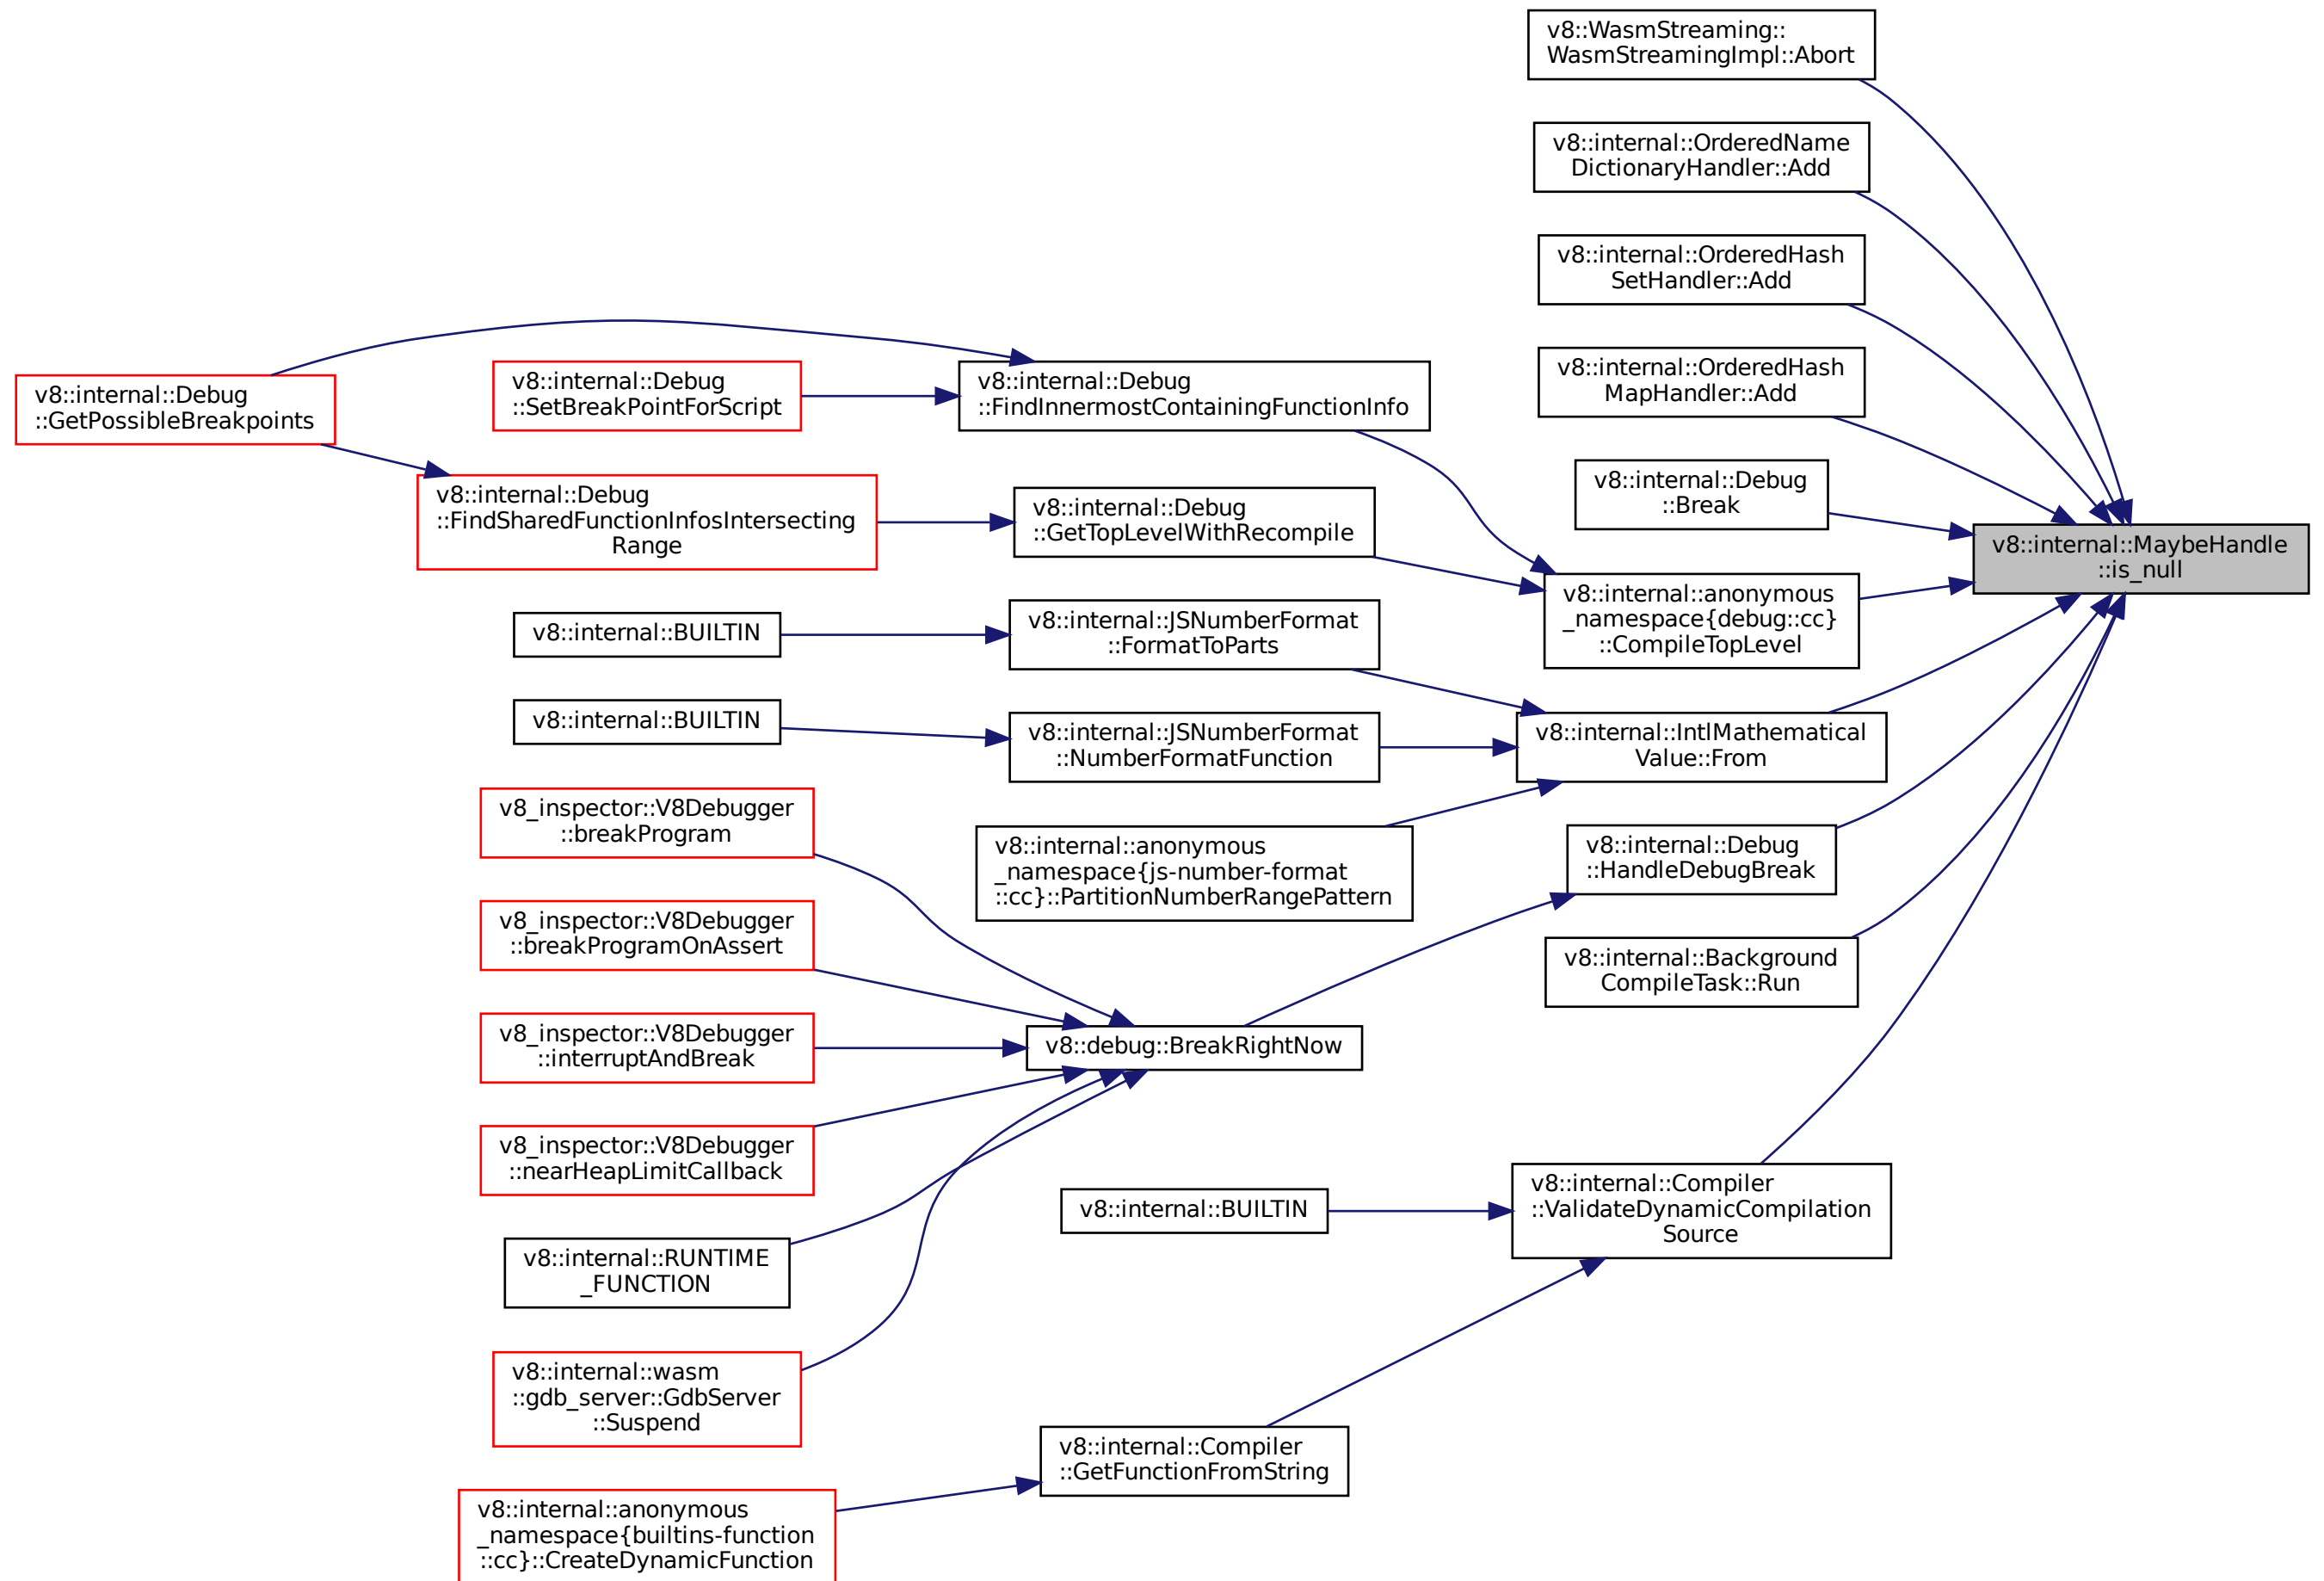 v8::WasmStreaming::
WasmStreamingImpl::Abort
v8::internal::OrderedName
DictionaryHandler::Add
v8::internal::OrderedHash
SetHandler::Add
v8::internal::OrderedHash
MapHandler::Add
v8::internal::Debug
::Break
v8::internal::MaybeHandle
::is_null
v8::internal::Debug
::GetPossibleBreakpoints
v8::internal::Debug
::SetBreakPointForScript
v8::internal::Debug
::FindInnermostContainingFunctionInfo
v8::internal::Debug
::FindSharedFunctionInfosIntersecting
Range
v8::internal::Debug
::GetTopLevelWithRecompile
v8::internal::anonymous
_namespace{debug::cc}
::CompileTopLevel
v8::internal::BUILTIN
v8::internal::JSNumberFormat
::FormatToParts
v8::internal::BUILTIN
v8::internal::JSNumberFormat
::NumberFormatFunction
v8::internal::IntlMathematical
Value::From
v8_inspector::V8Debugger
::breakProgram
v8::internal::anonymous
_namespace{js-number-format
::cc}::PartitionNumberRangePattern
v8::internal::Debug
::HandleDebugBreak
v8_inspector::V8Debugger
::breakProgramOnAssert
v8::internal::Background
CompileTask::Run
v8_inspector::V8Debugger
::interruptAndBreak
v8::debug::BreakRightNow
v8_inspector::V8Debugger
::nearHeapLimitCallback
v8::internal::BUILTIN
v8::internal::Compiler
::ValidateDynamicCompilation
Source
v8::internal::RUNTIME
_FUNCTION
v8::internal::wasm
::gdb_server::GdbServer
::Suspend
v8::internal::Compiler
::GetFunctionFromString
v8::internal::anonymous
_namespace{builtins-function
::cc}::CreateDynamicFunction